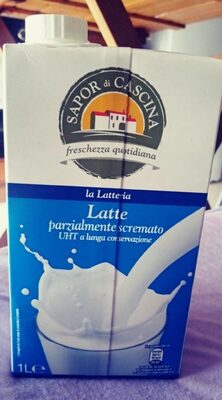 SAPOR di CASCINA
freschezza quotidiana
la Latteria
Latte
parzialmente scremato
UHT a lunga conservazione
1L e